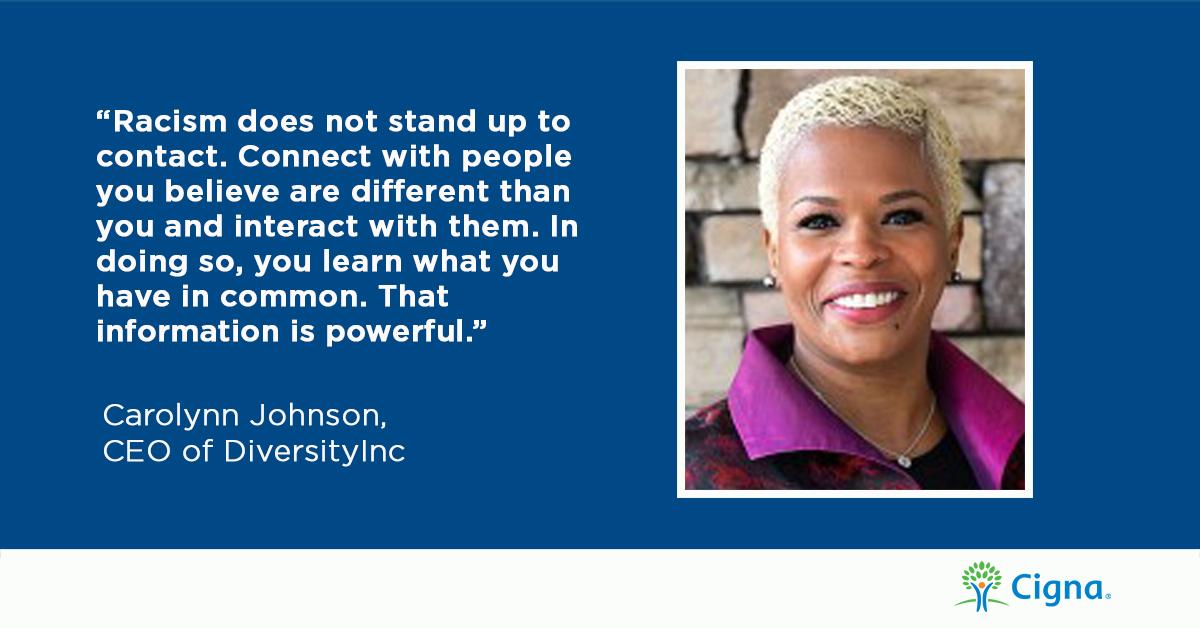 “Racism does not stand up to
contact. Connect with people
you believe are different than
you and interact with them. In
doing so, you learn what you
have in common. That
information is powerful.”
Carolynn Johnson,
CEO of DiversityInc
Cigna®